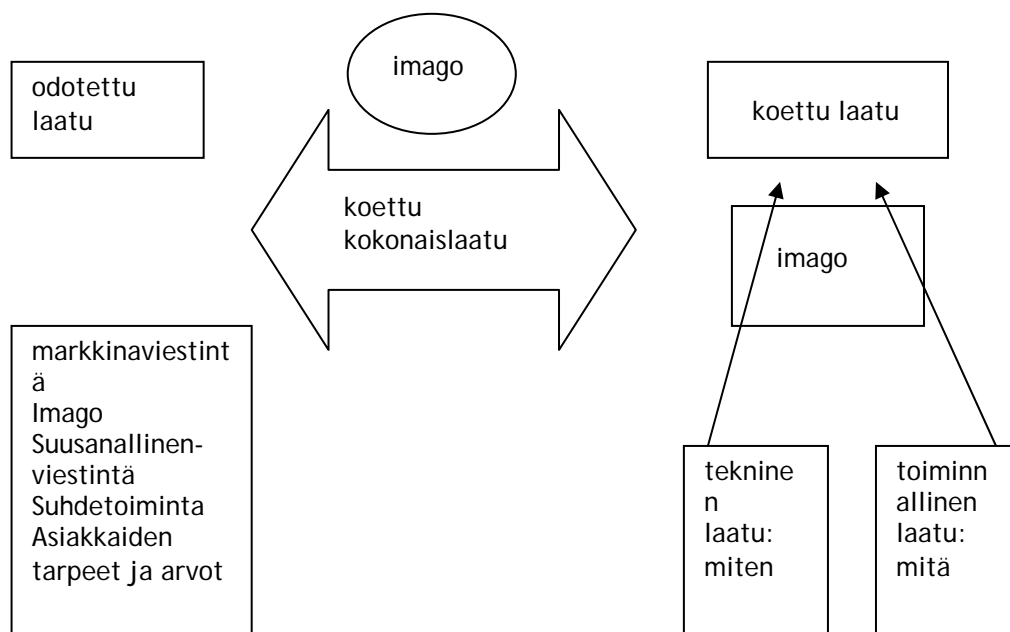 imago
odotettu
laatu
koettu laatu
koettu
kokonaislaatu
imago
markkinaviestint
ä
Imago
Suusanallinen-
viestintä
Suhdetoiminta
Asiakkaiden
tarpeet ja arvot
teknine
n
laatu:
miten
toiminn
allinen
laatu:
mitä